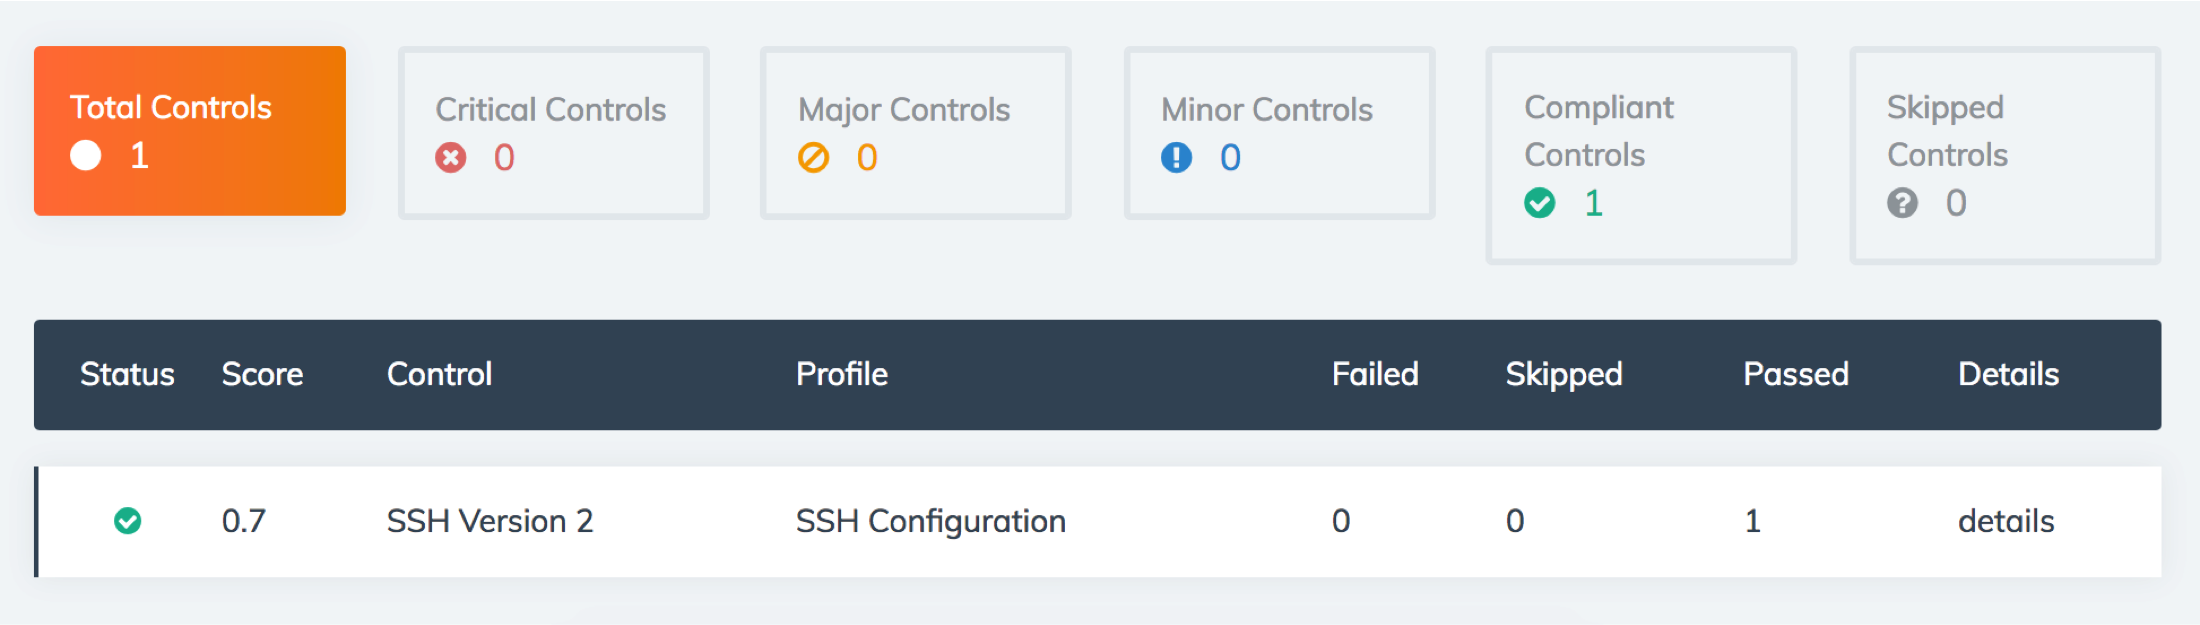 Total Controls
1
Critical Controls
0
Major Controls
0
Minor Controls
0
Compliant
Controls
1
Skipped
Controls
0
Status Score Control Profile Failed Skipped Passed Details
0.7 SSH Version 2 SSH Configuration 0 0 1 details